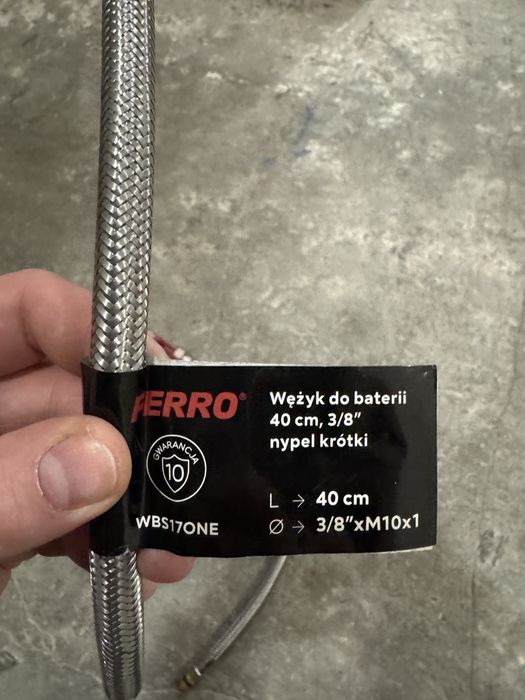 FERRO®
GWARANCJA
10
WBS17ONE
Wężyk do baterii
40 cm, 3/8”
nypel krótki
L → 40 cm
Ø → 3/8”xM10x1